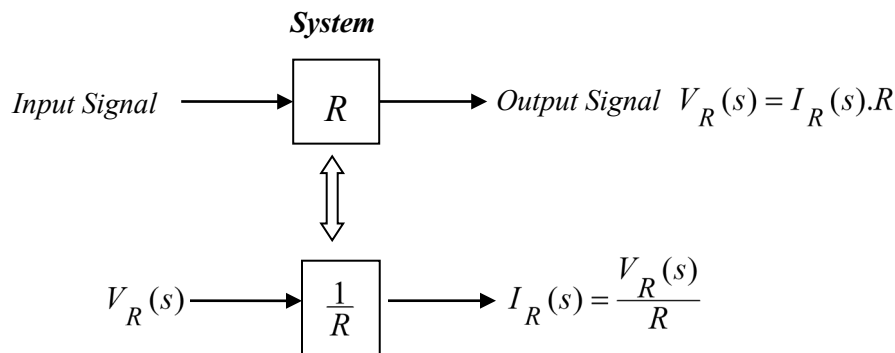 System
Input Signal R Output Signal V_R(s) = I_R(s).R
V_R(s) 1/R I_R(s) = V_R(s)/R